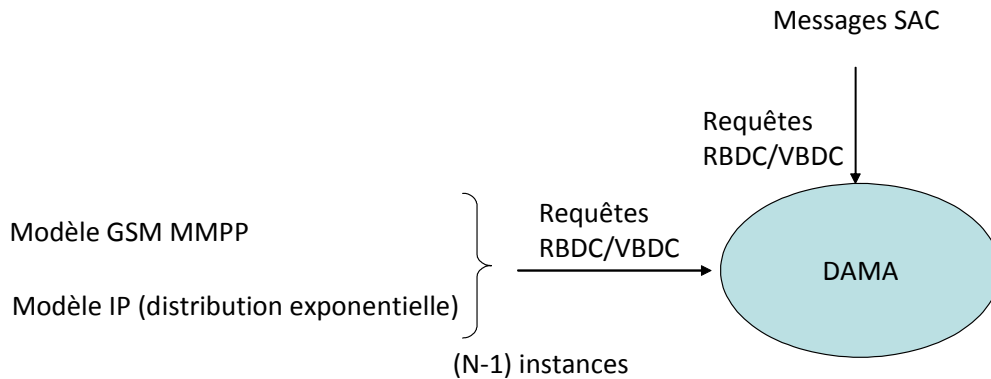 Messages SAC
Requêtes
RBDC/VBDC
Modèle GSM MMPP
Modèle IP (distribution exponentielle)
Requêtes
RBDC/VBDC
DAMA
(N-1) instances